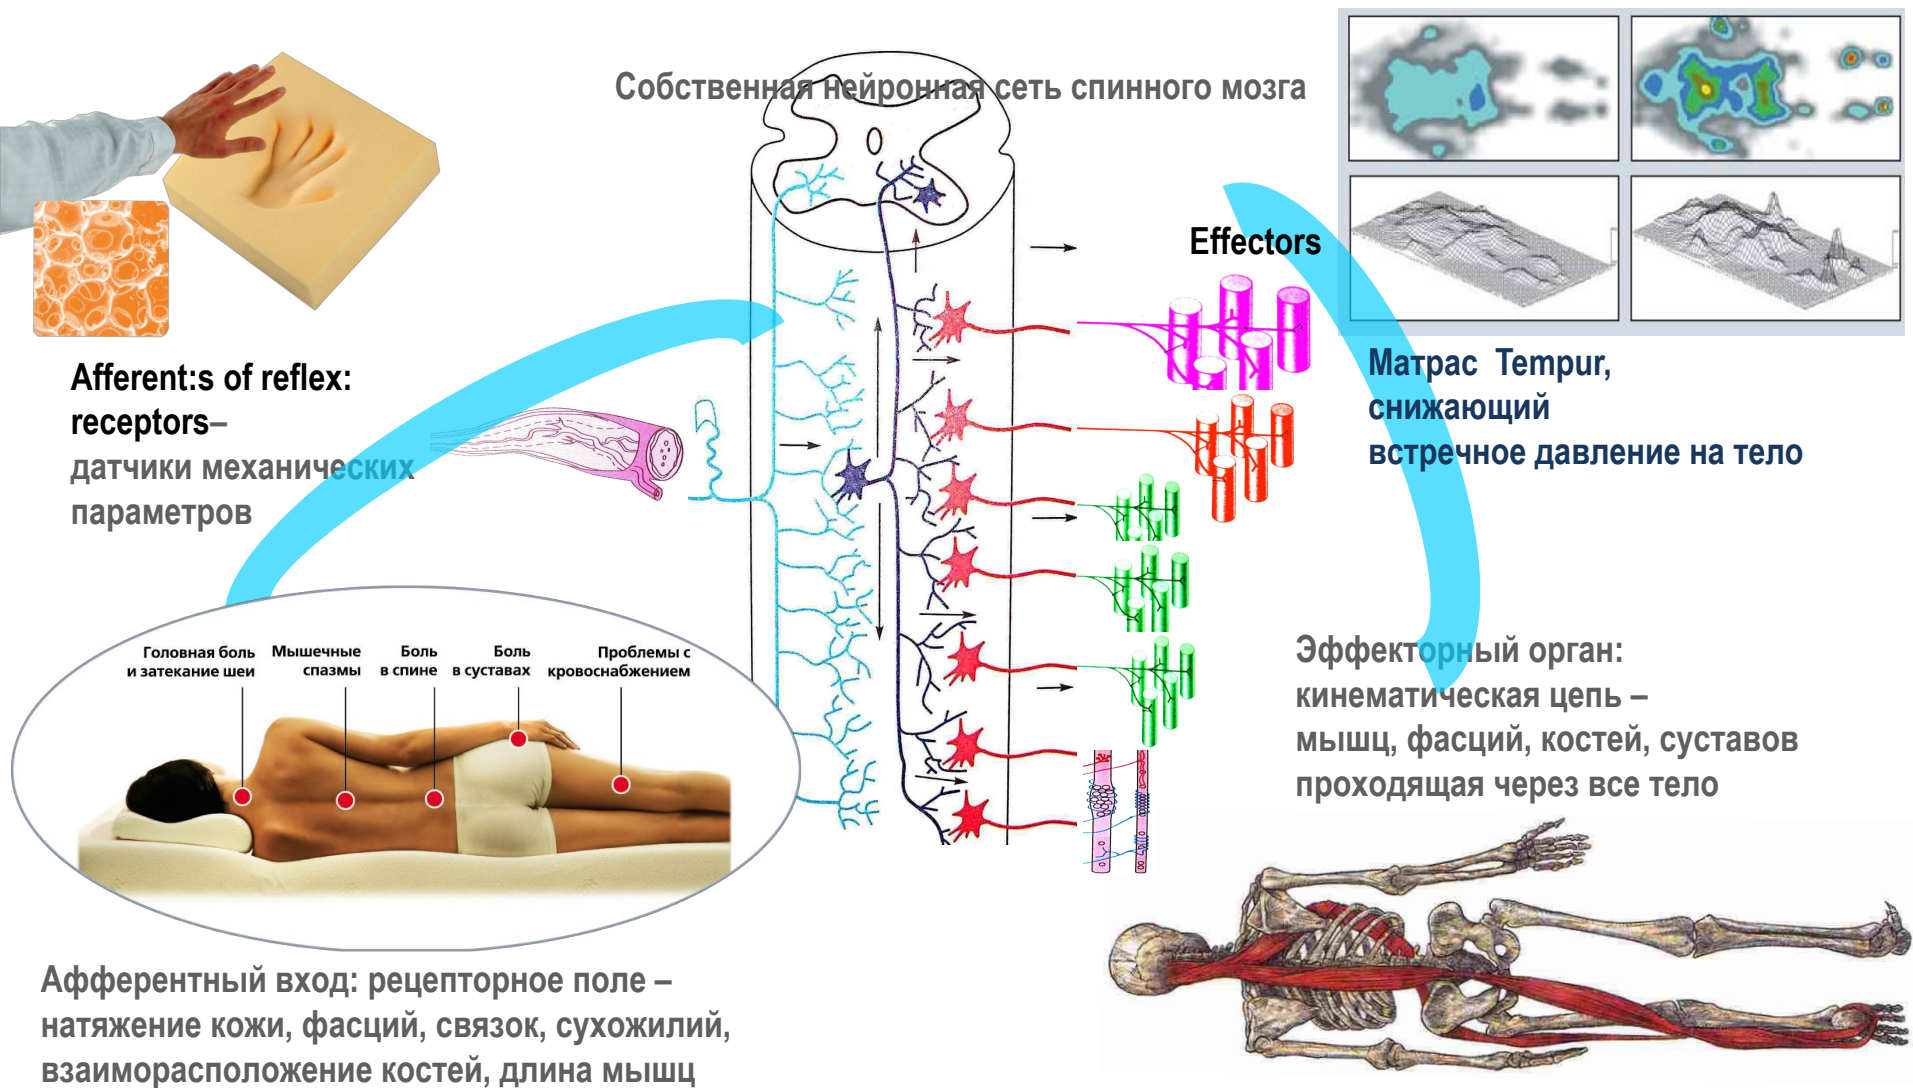 Собственная нейронная сеть спинного мозга
Effectors
Afferent:s of reflex:
receptors–
датчики механических
параметров
Матрас Tempur,
снижающий
встречное давление на тело
Головная боль
и затекание шеи
Мышечные
спазмы
Боль
в спине
Боль
в суставах
Проблемы с
кровоснабжением
Эффекторный орган:
кинематическая цепь –
мышц, фасций, костей, суставов
проходящая через все тело
Афферентный вход: рецепторное поле –
натяжение кожи, фасций, связок, сухожилий,
взаиморасположение костей, длина мышц